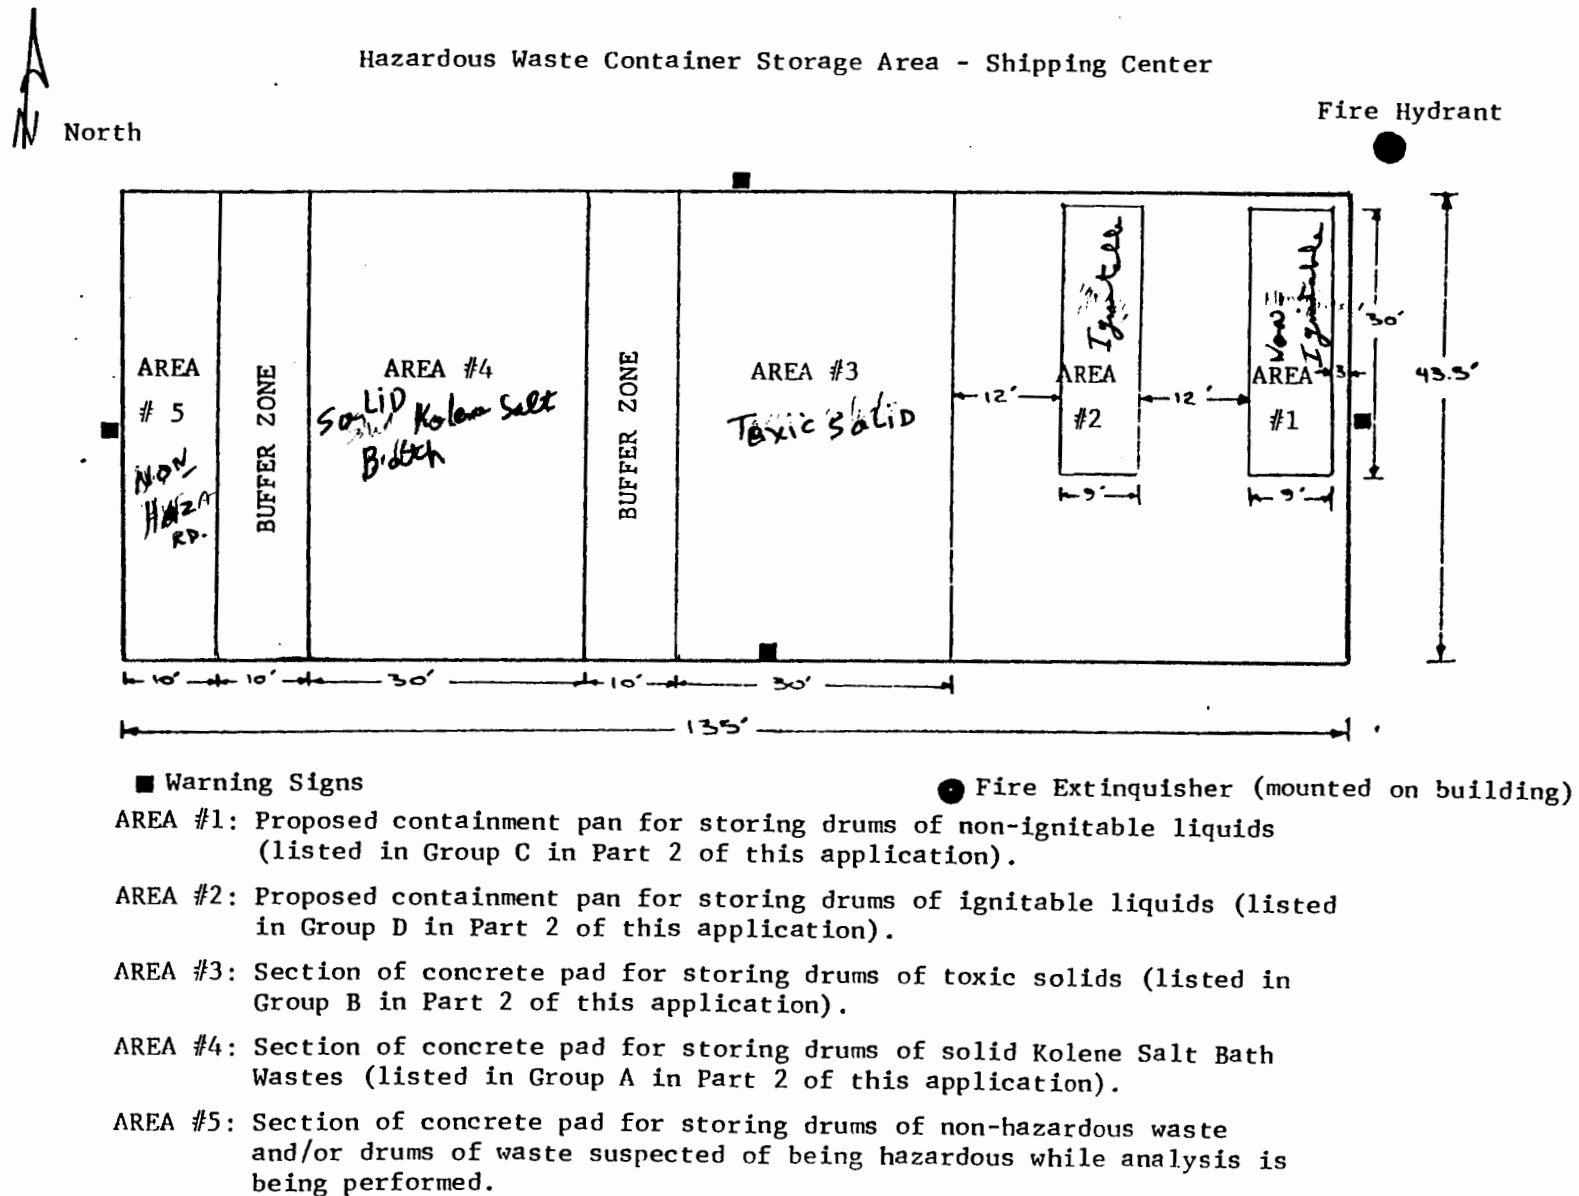 Hazardous Waste Container Storage Area - Shipping Center
Fire Hydrant
N North
AREA
# 5
NON
HAZA
RD.
BUFFER ZONE
AREA #4
SOLID Kolene Salt
Bath
BUFFER ZONE
AREA #3
Toxic Solid
12'
Ignitable
AREA
#2
12'
Non-
Ignitable
AREA
#1
3'
30'
43.5'
9'
9'
10'
10'
30'
10'
30'
135'
Warning Signs
Fire Extinguisher (mounted on building)
AREA #1: Proposed containment pan for storing drums of non-ignitable liquids
(listed in Group C in Part 2 of this application).
AREA #2: Proposed containment pan for storing drums of ignitable liquids (listed
in Group D in Part 2 of this application).
AREA #3: Section of concrete pad for storing drums of toxic solids (listed in
Group B in Part 2 of this application).
AREA #4: Section of concrete pad for storing drums of solid Kolene Salt Bath
Wastes (listed in Group A in Part 2 of this application).
AREA #5: Section of concrete pad for storing drums of non-hazardous waste
and/or drums of waste suspected of being hazardous while analysis is
being performed.